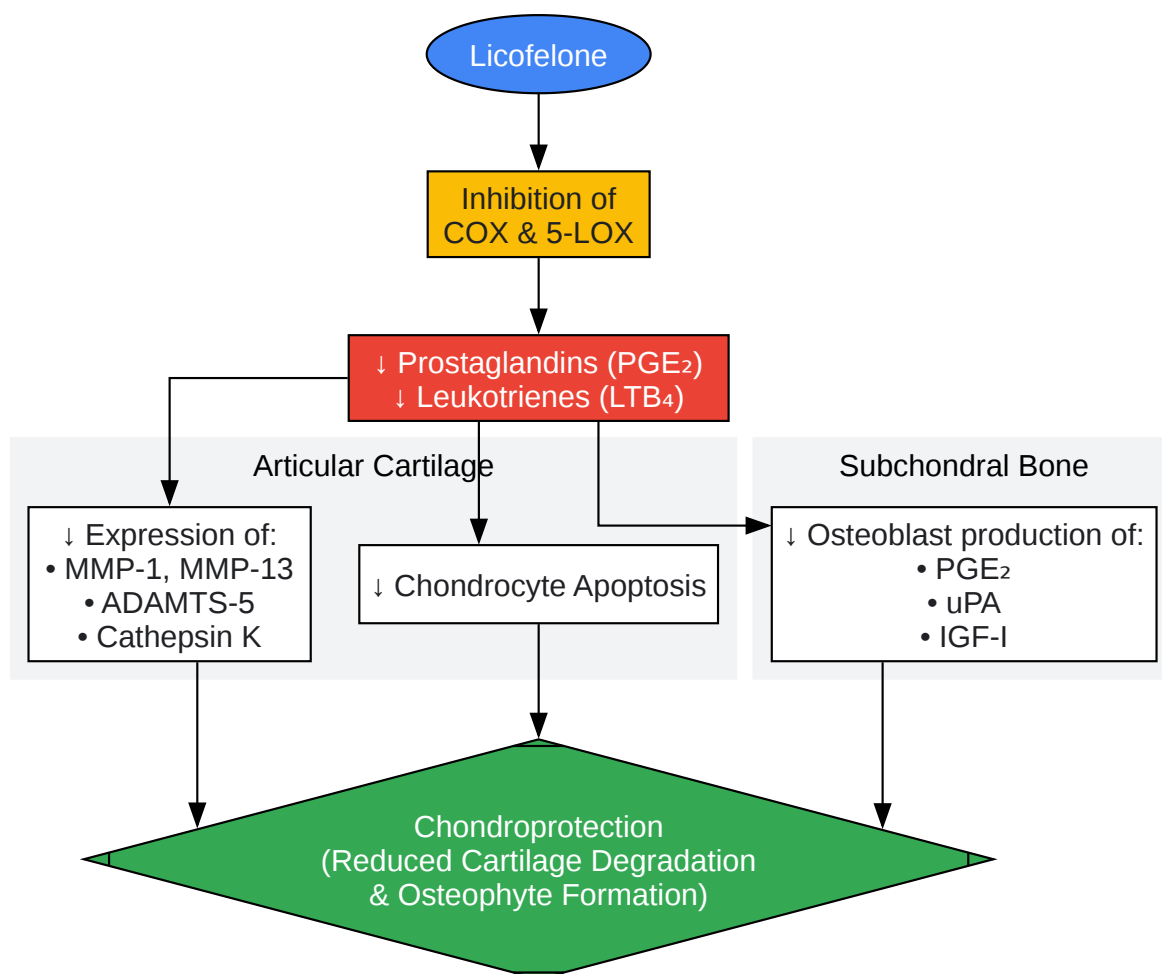 Licofelone
Inhibition of
COX & 5-LOX
↓ Prostaglandins (PGE₂)
↓ Leukotrienes (LTB₄)
Articular Cartilage
↓ Expression of:
• MMP-1, MMP-13
• ADAMTS-5
• Cathepsin K
↓ Chondrocyte Apoptosis
Subchondral Bone
↓ Osteoblast production of:
• PGE₂
• uPA
• IGF-I
Chondroprotection
(Reduced Cartilage Degradation
& Osteophyte Formation)